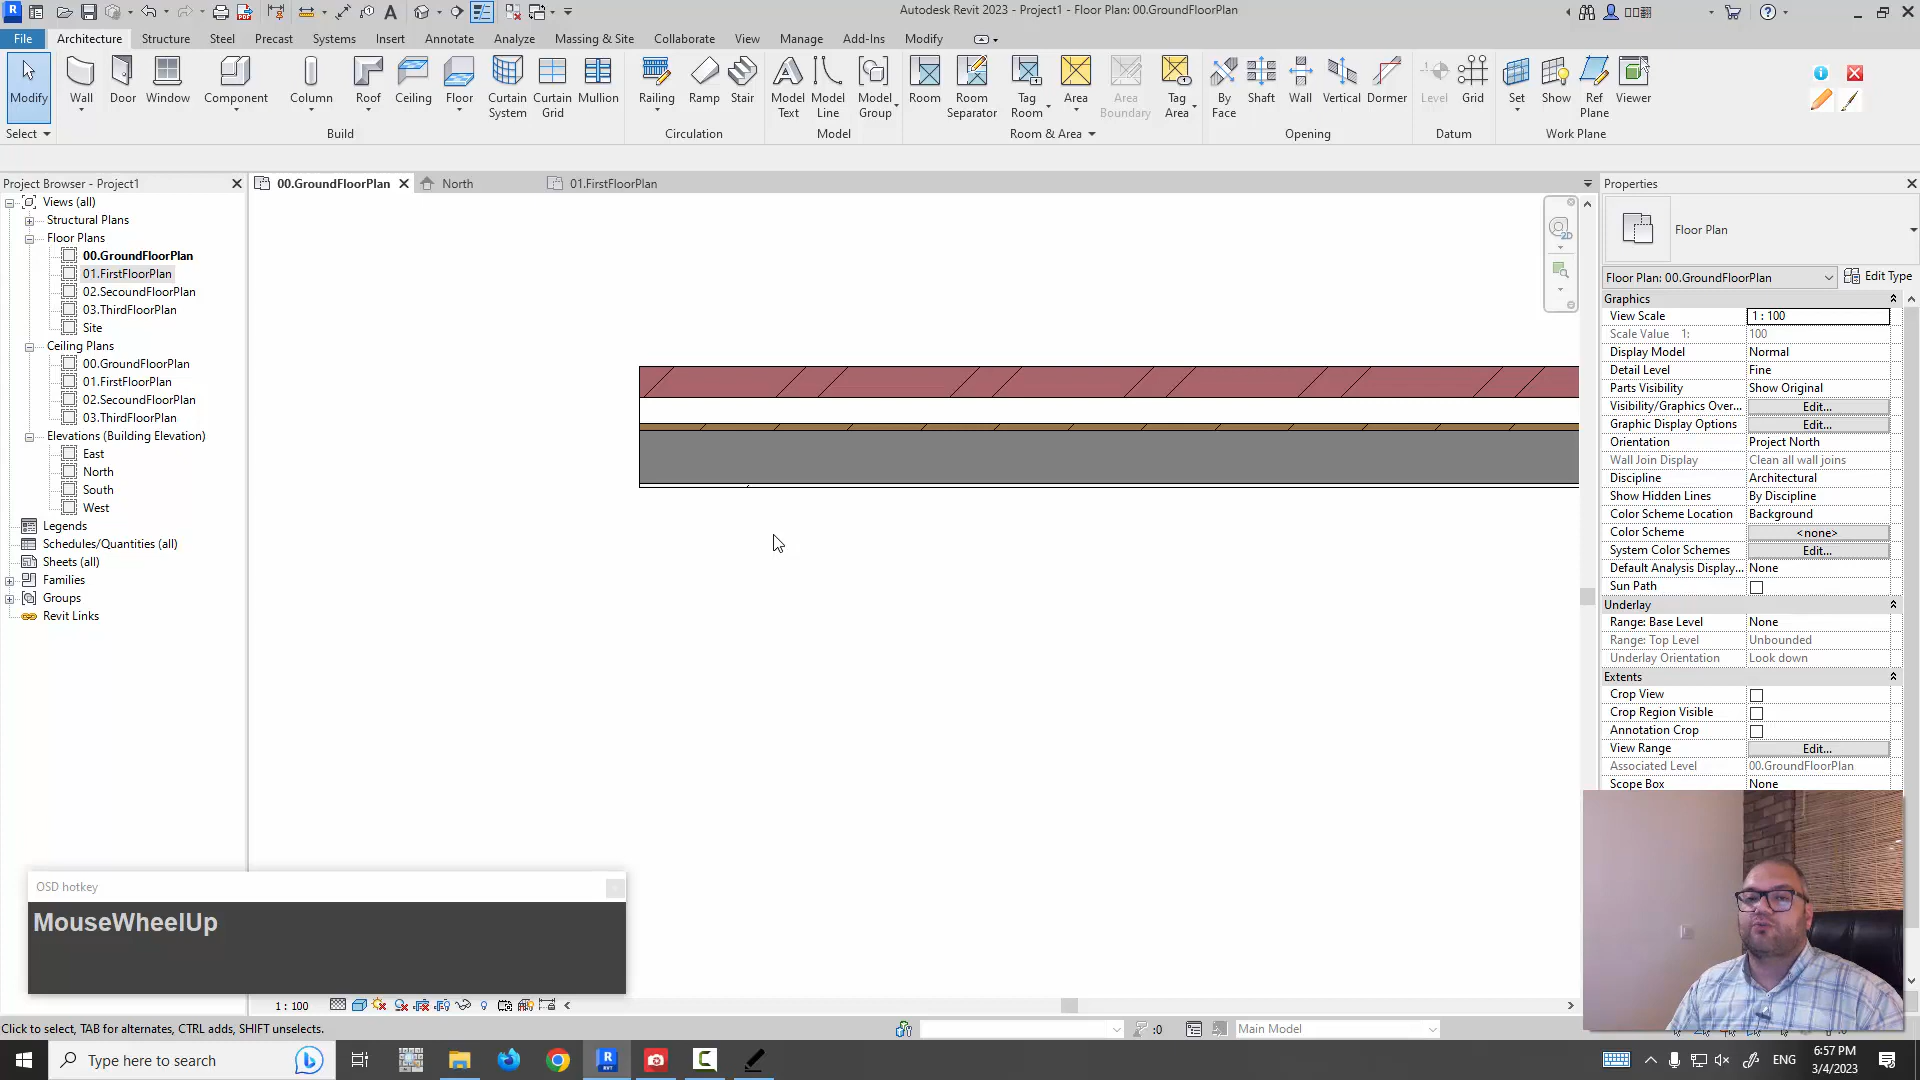 Autodesk Revit 2023 - Project1 - Floor Plan: 00.GroundFloorPlan
File Architecture Structure Steel Precast Systems Insert Annotate Analyze Massing & Site Collaborate View Manage Add-Ins Modify
Modify Wall Door Window Component Column Roof Ceiling Floor Curtain System Curtain Grid Mullion Railing Ramp Stair Model Text Model Line Model Group Room Room Separator Tag Room Area Area Boundary Tag Area By Face Shaft Wall Vertical Dormer Level Grid Set Show Ref Plane Viewer
Select Build Circulation Model Room & Area Opening Datum Work Plane
Project Browser - Project1
Views (all)
Structural Plans
Floor Plans
00.GroundFloorPlan
01.FirstFloorPlan
02.SecoundFloorPlan
03.ThirdFloorPlan
Site
Ceiling Plans
00.GroundFloorPlan
01.FirstFloorPlan
02.SecoundFloorPlan
03.ThirdFloorPlan
Elevations (Building Elevation)
East
North
South
West
Legends
Schedules/Quantities (all)
Sheets (all)
Families
Groups
Revit Links
00.GroundFloorPlan North 01.FirstFloorPlan
Properties
Floor Plan
Floor Plan: 00.GroundFloorPlan Edit Type
Graphics
View Scale 1 : 100
Scale Value 1: 100
Display Model Normal
Detail Level Fine
Parts Visibility Show Original
Visibility/Graphics Over... Edit...
Graphic Display Options Edit...
Orientation Project North
Wall Join Display Clean all wall joins
Discipline Architectural
Show Hidden Lines By Discipline
Color Scheme Location Background
Color Scheme <none>
System Color Schemes Edit...
Default Analysis Display... None
Sun Path
Underlay
Range: Base Level None
Range: Top Level Unbounded
Underlay Orientation Look down
Extents
Crop View
Crop Region Visible
Annotation Crop
View Range Edit...
Associated Level 00.GroundFloorPlan
Scope Box None
OSD hotkey
MouseWheelUp
1 : 100
Click to select, TAB for alternates, CTRL adds, SHIFT unselects.
:0 Main Model
Type here to search
ENG
6:57 PM
3/4/2023